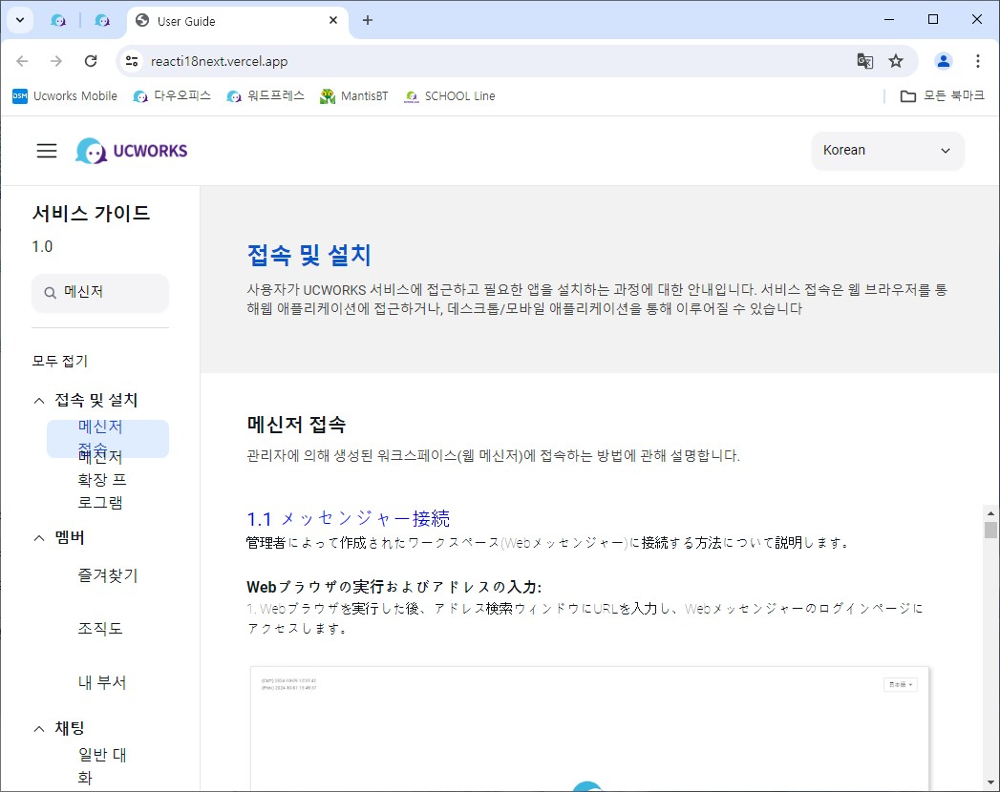 User Guide
reacti18next.vercel.app
DSM Ucworks Mobile 다우오피스 워드프레스 MantisBT SCHOOL Line 모든 북마크
UCWORKS
Korean
서비스 가이드
1.0
메신저
모두 접기
접속 및 설치
메신저
접속
메신저
확장 프
로그램
멤버
즐겨찾기
조직도
내 부서
채팅
일반 대
화
접속 및 설치
사용자가 UCWORKS 서비스에 접근하고 필요한 앱을 설치하는 과정에 대한 안내입니다. 서비스 접속은 웹 브라우저를 통
해웹 애플리케이션에 접근하거나, 데스크톱/모바일 애플리케이션을 통해 이루어질 수 있습니다
메신저 접속
관리자에 의해 생성된 워크스페이스(웹 메신저)에 접속하는 방법에 관해 설명합니다.
1.1 メッセンジャー接続
管理者によって作成されたワークスペース(Webメッセンジャー)に接続する方法について説明します。
Webブラウザの実行およびアドレスの入力:
1. Webブラウザを実行した後、アドレス検索ウィンドウにURLを入力し、Webメッセンジャーのログインページに
アクセスします。
日本語